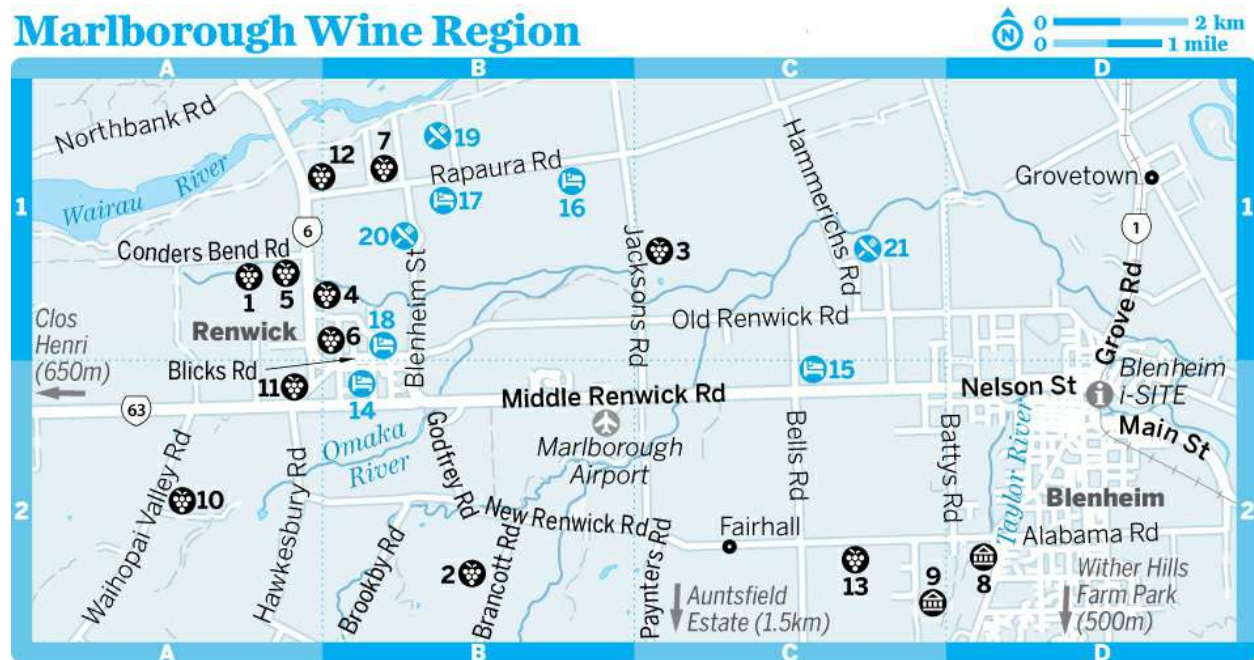 Marlborough Wine Region
N
0 2 km
0 1 mile
A
B
C
D
1
Northbank Rd
Wairau River
12
7
19
Rapaura Rd
17
16
Hammerichs Rd
Grovetown
1
1
6
20
Conders Bend Rd
Blenheim St
Jacksons Rd
3
21
1
5
4
Grove Rd
Clos
Henri
(650m)
Renwick
18
6
Old Renwick Rd
Blicks Rd
11
14
15
63
Middle Renwick Rd
Nelson St
Blenheim
i-SITE
Main St
Omaka
River
Marlborough
Airport
Godfrey Rd
Bells Rd
Battys Rd
Taylor River
Blenheim
2
10
Waihopai Valley Rd
Hawkesbury Rd
New Renwick Rd
Fairhall
Alabama Rd
2
Brookby Rd
2
Brancott Rd
Paynters Rd
13
9
8
Auntsfield
Estate (1.5km)
Wither Hills
Farm Park
(500m)
A
B
C
D